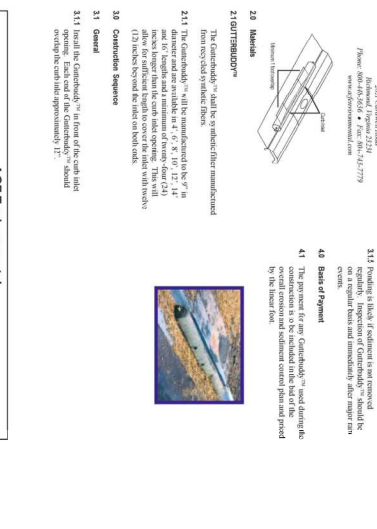 Richmond, Virginia 23231
Phone: 800-448-3636 • Fax: 804-743-7779
www.acfenvironmental.com
Curb Inlet
Minimum 1 foot overlap.
2.0 Materials
2.1 GUTTERBUDDY™
The Gutterbuddy™ shall be synthetic filter manufactured
from recycled synthetic fibers.
2.1.1 The Gutterbuddy™ will be manufactured to be 9" in
diameter and are available in 4', 6', 8', 10', 12', 14'
and 16' lengths and a minimum of twenty-four (24)
inches longer than the curb inlet opening. This will
allow for sufficient length to cover the inlet with twelve
(12) inches beyond the inlet on both ends.
3.0 Construction Sequence
3.1 General
3.1.1 Install the Gutterbuddy™ in front of the curb inlet
opening. Each end of the Gutterbuddy™ should
overlap the curb inlet approximately 12".
3.1.5 Ponding is likely if sediment is not removed
regularly. Inspection of Gutterbuddy™ should be
on a regular basis and immediately after major rain
events.
4.0 Basis of Payment
4.1 The payment for any Gutterbuddy™ used during the
construction is o be included in the bid of the
overall erosion and sediment control plan and priced
by the linear foot.